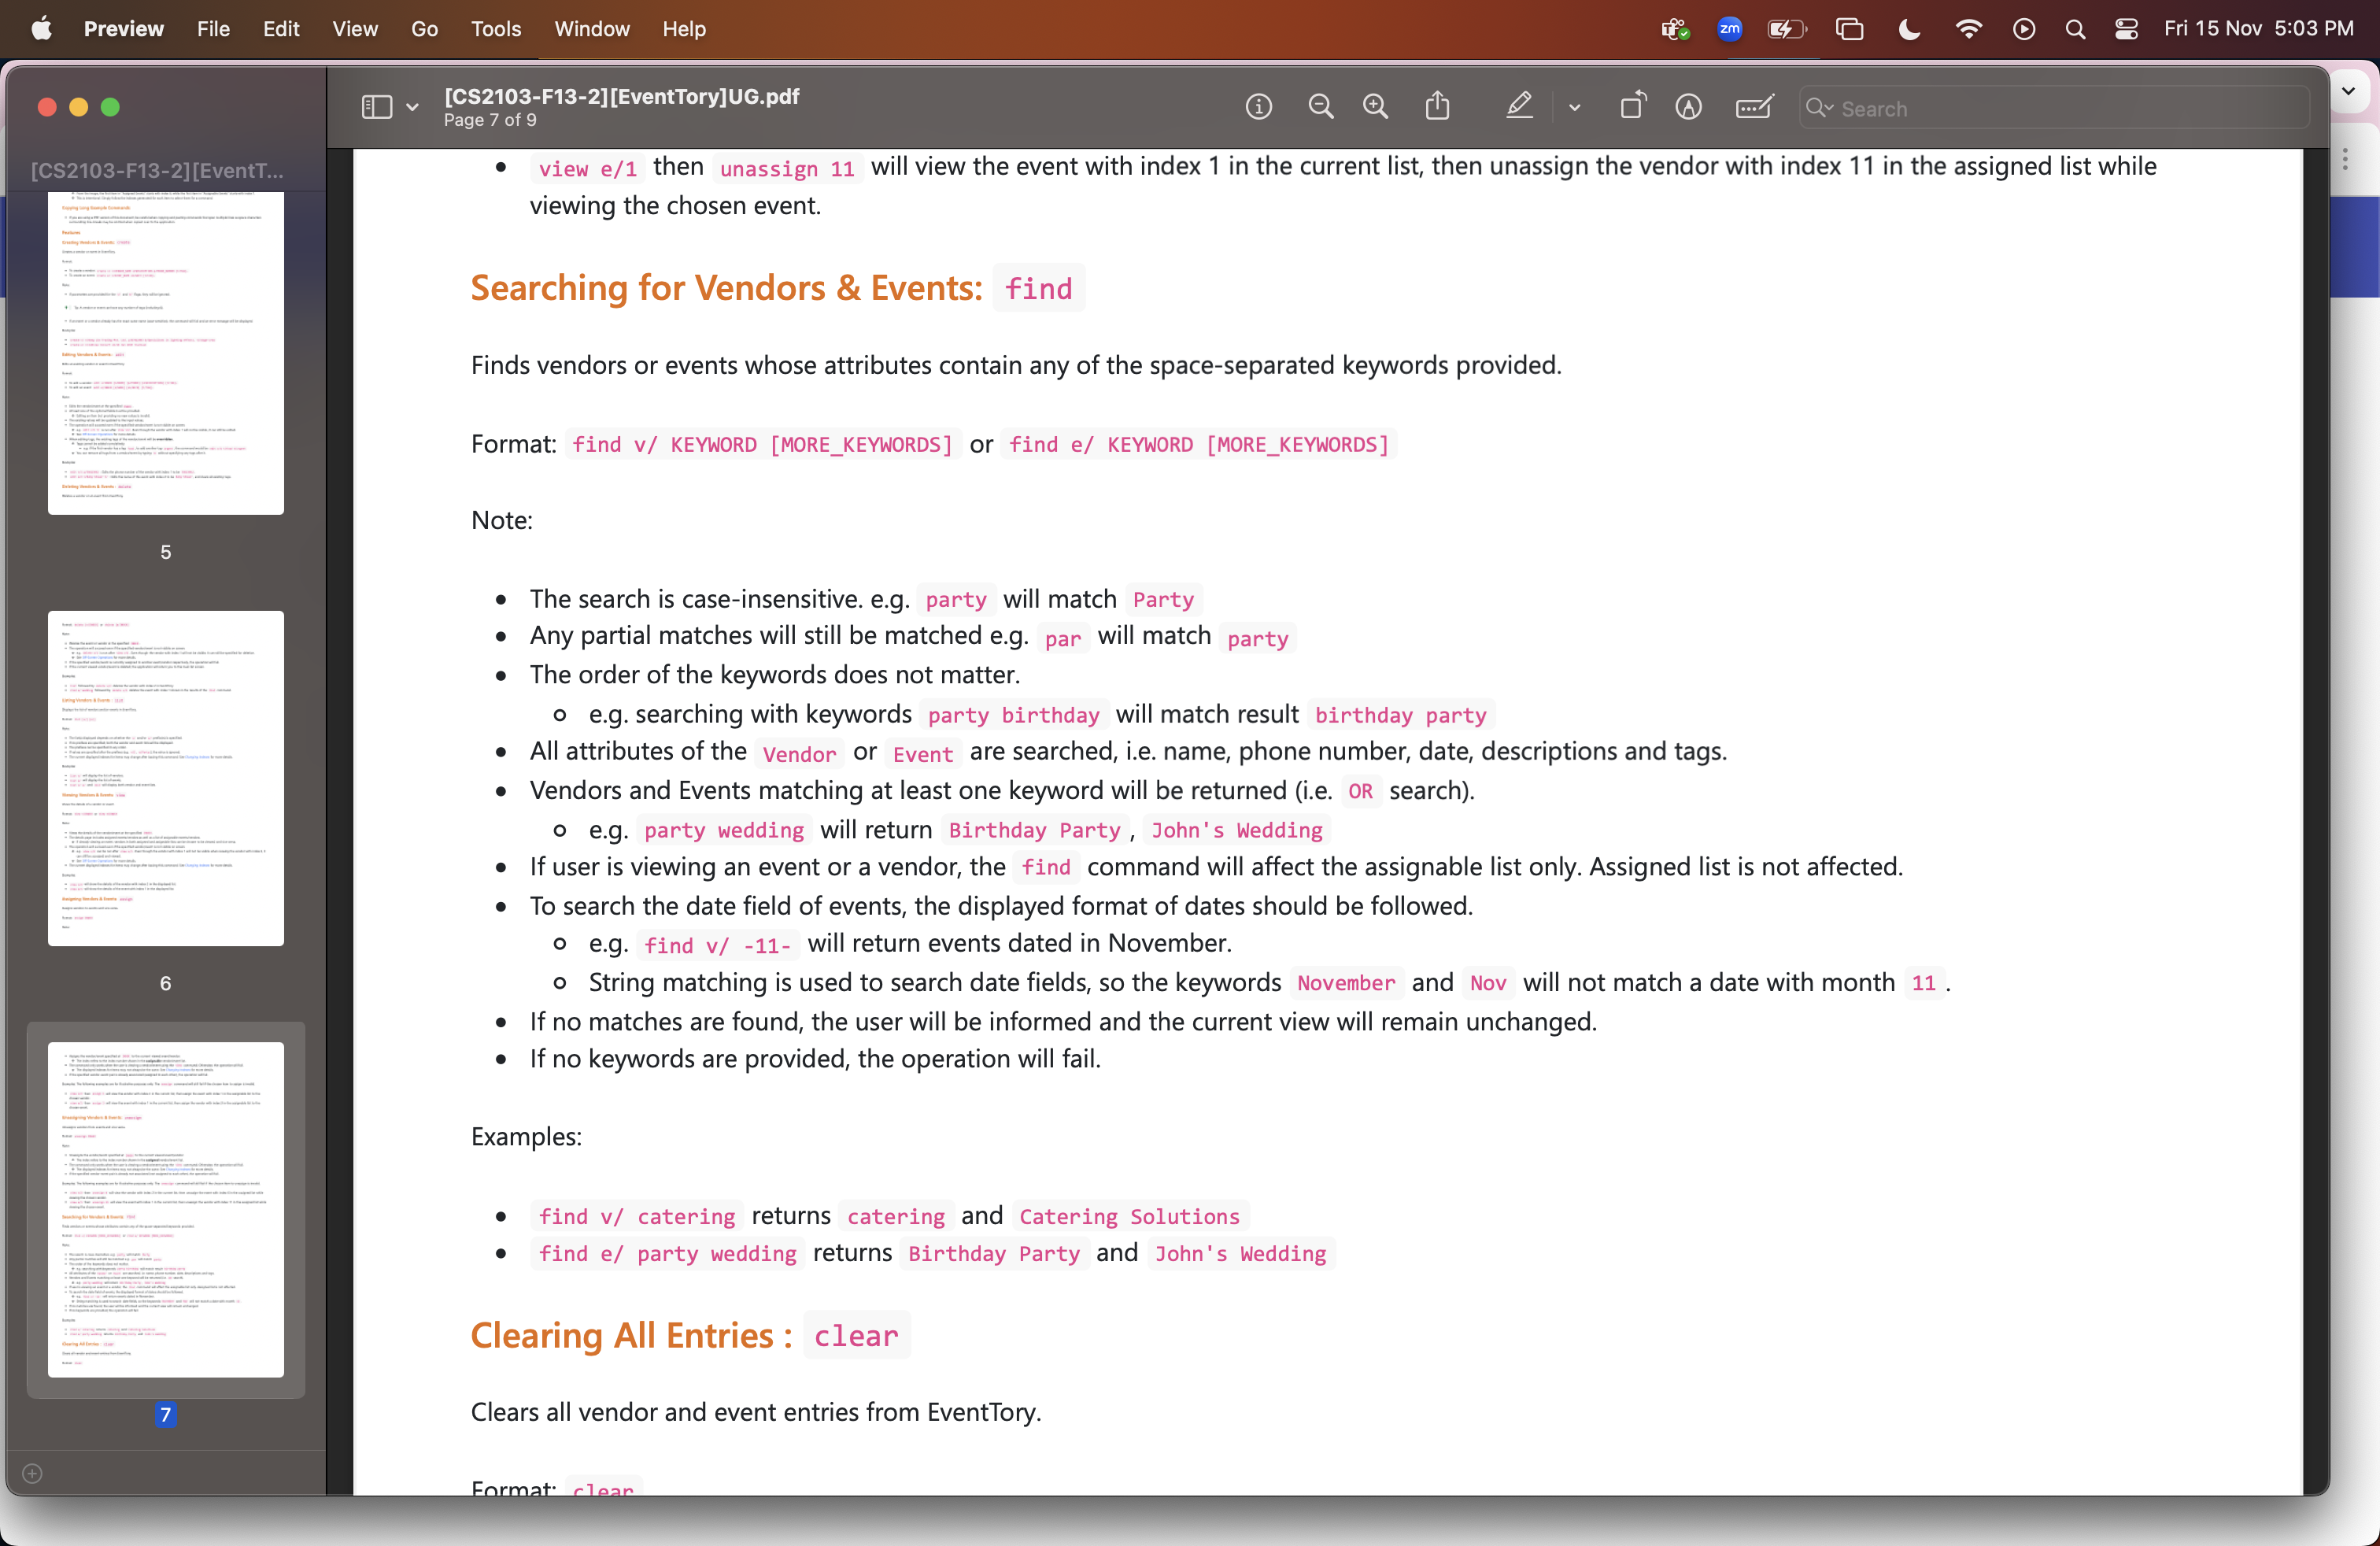 Preview File Edit View Go Tools Window Help zm Fri 15 Nov 5:03 PM
[CS2103-F13-2][EventTory]UG.pdf
Page 7 of 9
Search
[CS2103-F13-2][EventT...
5
6
7
view e/1 then unassign 11 will view the event with index 1 in the current list, then unassign the vendor with index 11 in the assigned list while
viewing the chosen event.
Searching for Vendors & Events: find
Finds vendors or events whose attributes contain any of the space-separated keywords provided.
Format: find v/ KEYWORD [MORE_KEYWORDS] or find e/ KEYWORD [MORE_KEYWORDS]
Note:
• The search is case-insensitive. e.g. party will match Party
• Any partial matches will still be matched e.g. par will match party
• The order of the keywords does not matter.
o e.g. searching with keywords party birthday will match result birthday party
• All attributes of the Vendor or Event are searched, i.e. name, phone number, date, descriptions and tags.
• Vendors and Events matching at least one keyword will be returned (i.e. OR search).
o e.g. party wedding will return Birthday Party, John's Wedding
• If user is viewing an event or a vendor, the find command will affect the assignable list only. Assigned list is not affected.
• To search the date field of events, the displayed format of dates should be followed.
o e.g. find v/ -11- will return events dated in November.
o String matching is used to search date fields, so the keywords November and Nov will not match a date with month 11.
• If no matches are found, the user will be informed and the current view will remain unchanged.
• If no keywords are provided, the operation will fail.
Examples:
• find v/ catering returns catering and Catering Solutions
• find e/ party wedding returns Birthday Party and John's Wedding
Clearing All Entries : clear
Clears all vendor and event entries from EventTory.
Format: clear